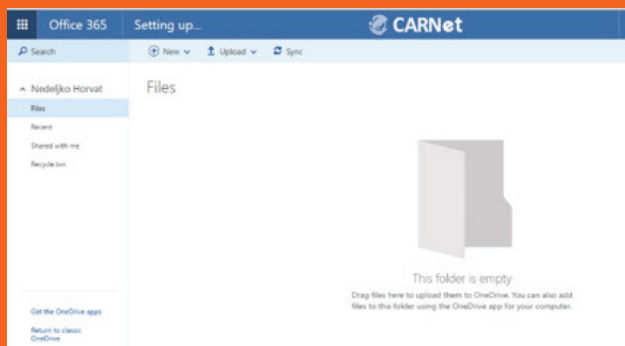 Office 365
Setting up...
CARNet
Search
New
Upload
Sync
Nedeljko Horvat
Files
Recent
Shared with me
Recycle bin
Get the OneDrive apps
Return to classic
OneDrive
Files
This folder is empty
Drag files here to upload them to OneDrive. You can also add
files to this folder using the OneDrive app for your computer.